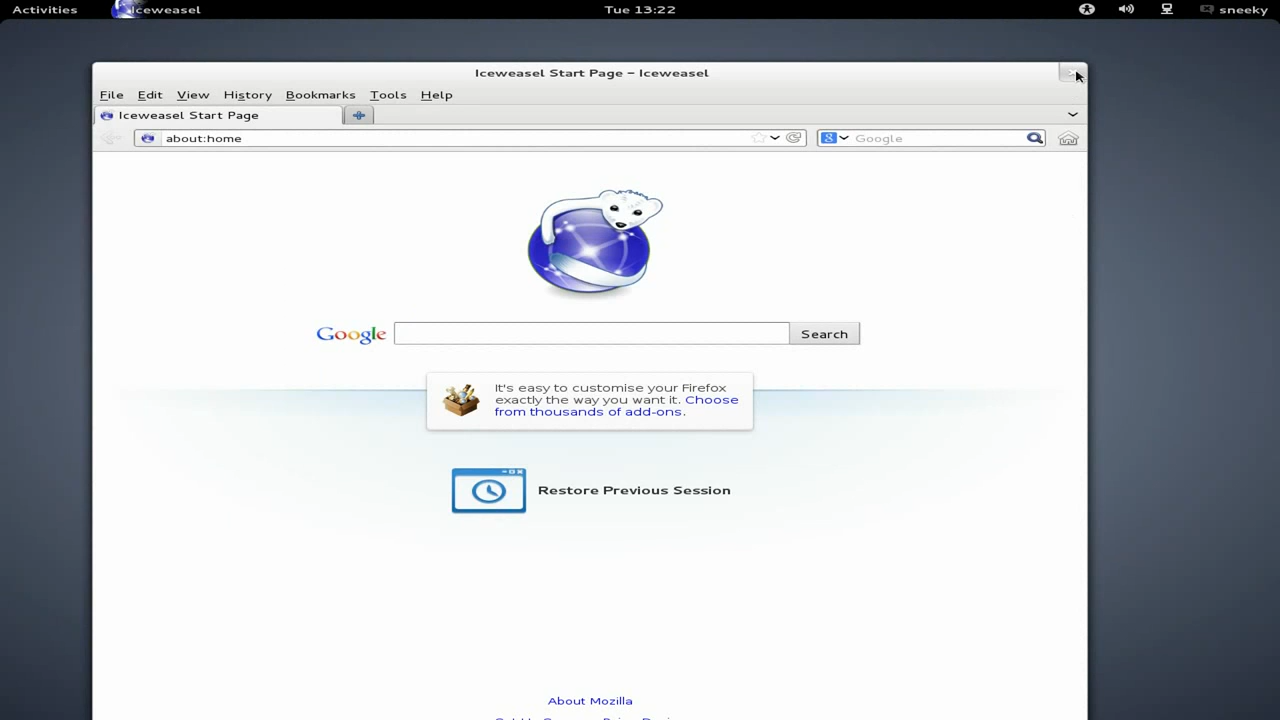 Activities Iceweasel Tue 13:22 sneeky
Iceweasel Start Page - Iceweasel
File Edit View History Bookmarks Tools Help
Iceweasel Start Page
about:home Google
Google Search
It's easy to customise your Firefox
exactly the way you want it. Choose
from thousands of add-ons.
Restore Previous Session
About Mozilla